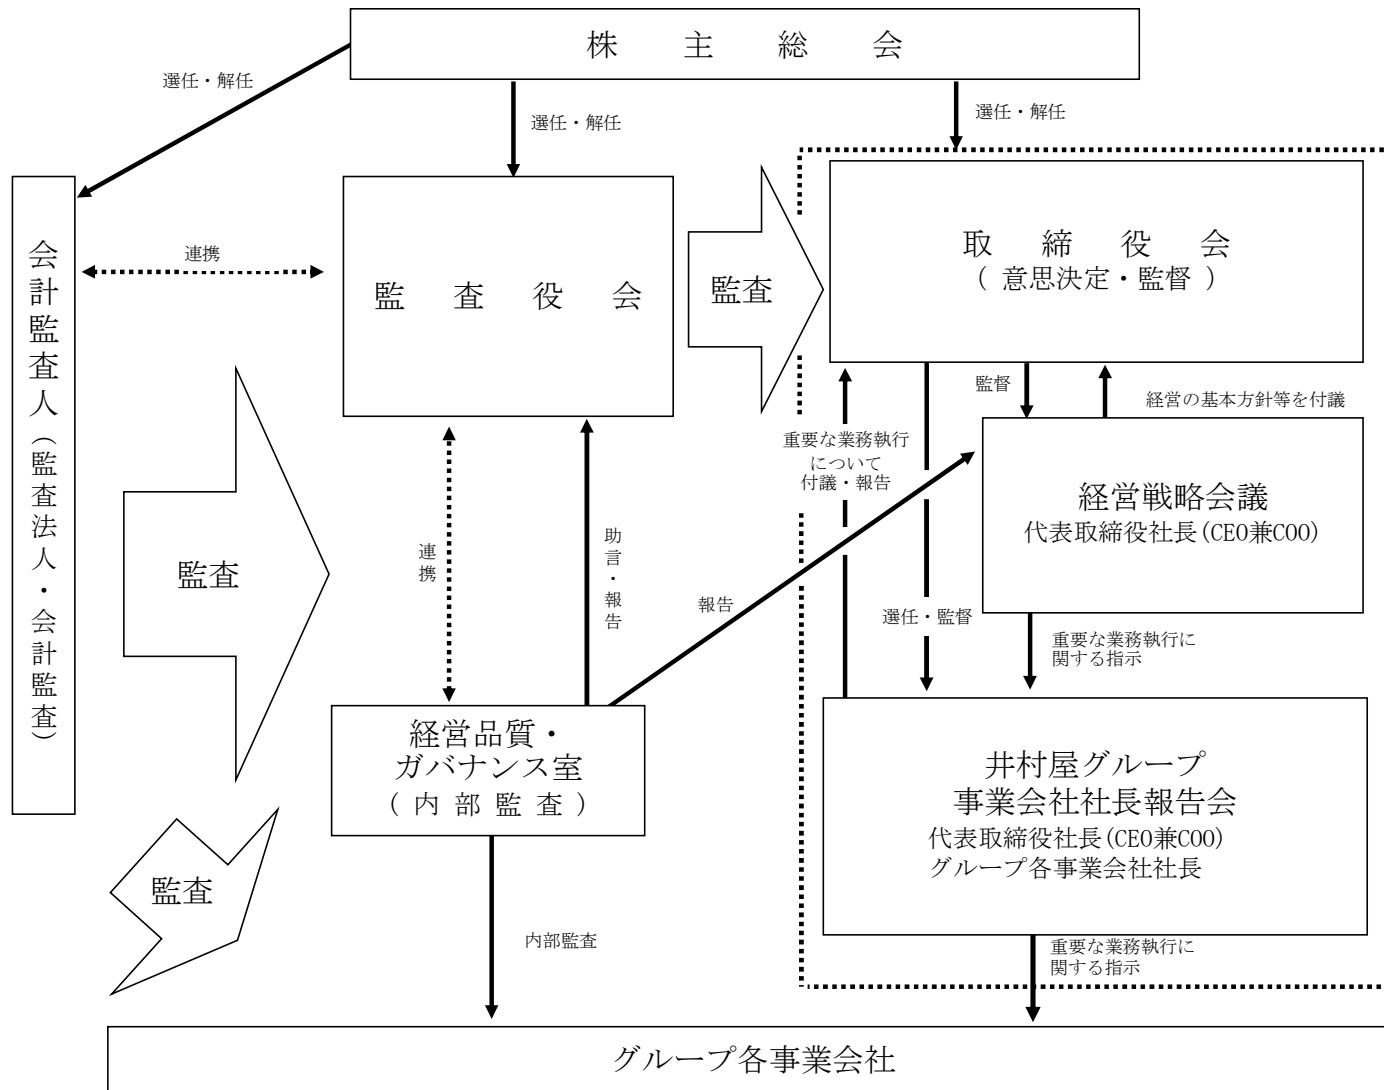 株主総会
選任・解任
選任・解任
選任・解任
会計監査人（監査法人・会計監査）
連携
監査役会
監査
取締役会
（ 意思決定・監督 ）
監督
経営の基本方針等を付議
重要な業務執行
について
付議・報告
経営戦略会議
代表取締役社長(CEO兼COO)
監査
連携
助言・報告
報告
選任・監督
重要な業務執行に
関する指示
経営品質・
ガバナンス室
（ 内 部 監 査 ）
井村屋グループ
事業会社社長報告会
代表取締役社長(CEO兼COO)
グループ各事業会社社長
監査
内部監査
重要な業務執行に
関する指示
グループ各事業会社